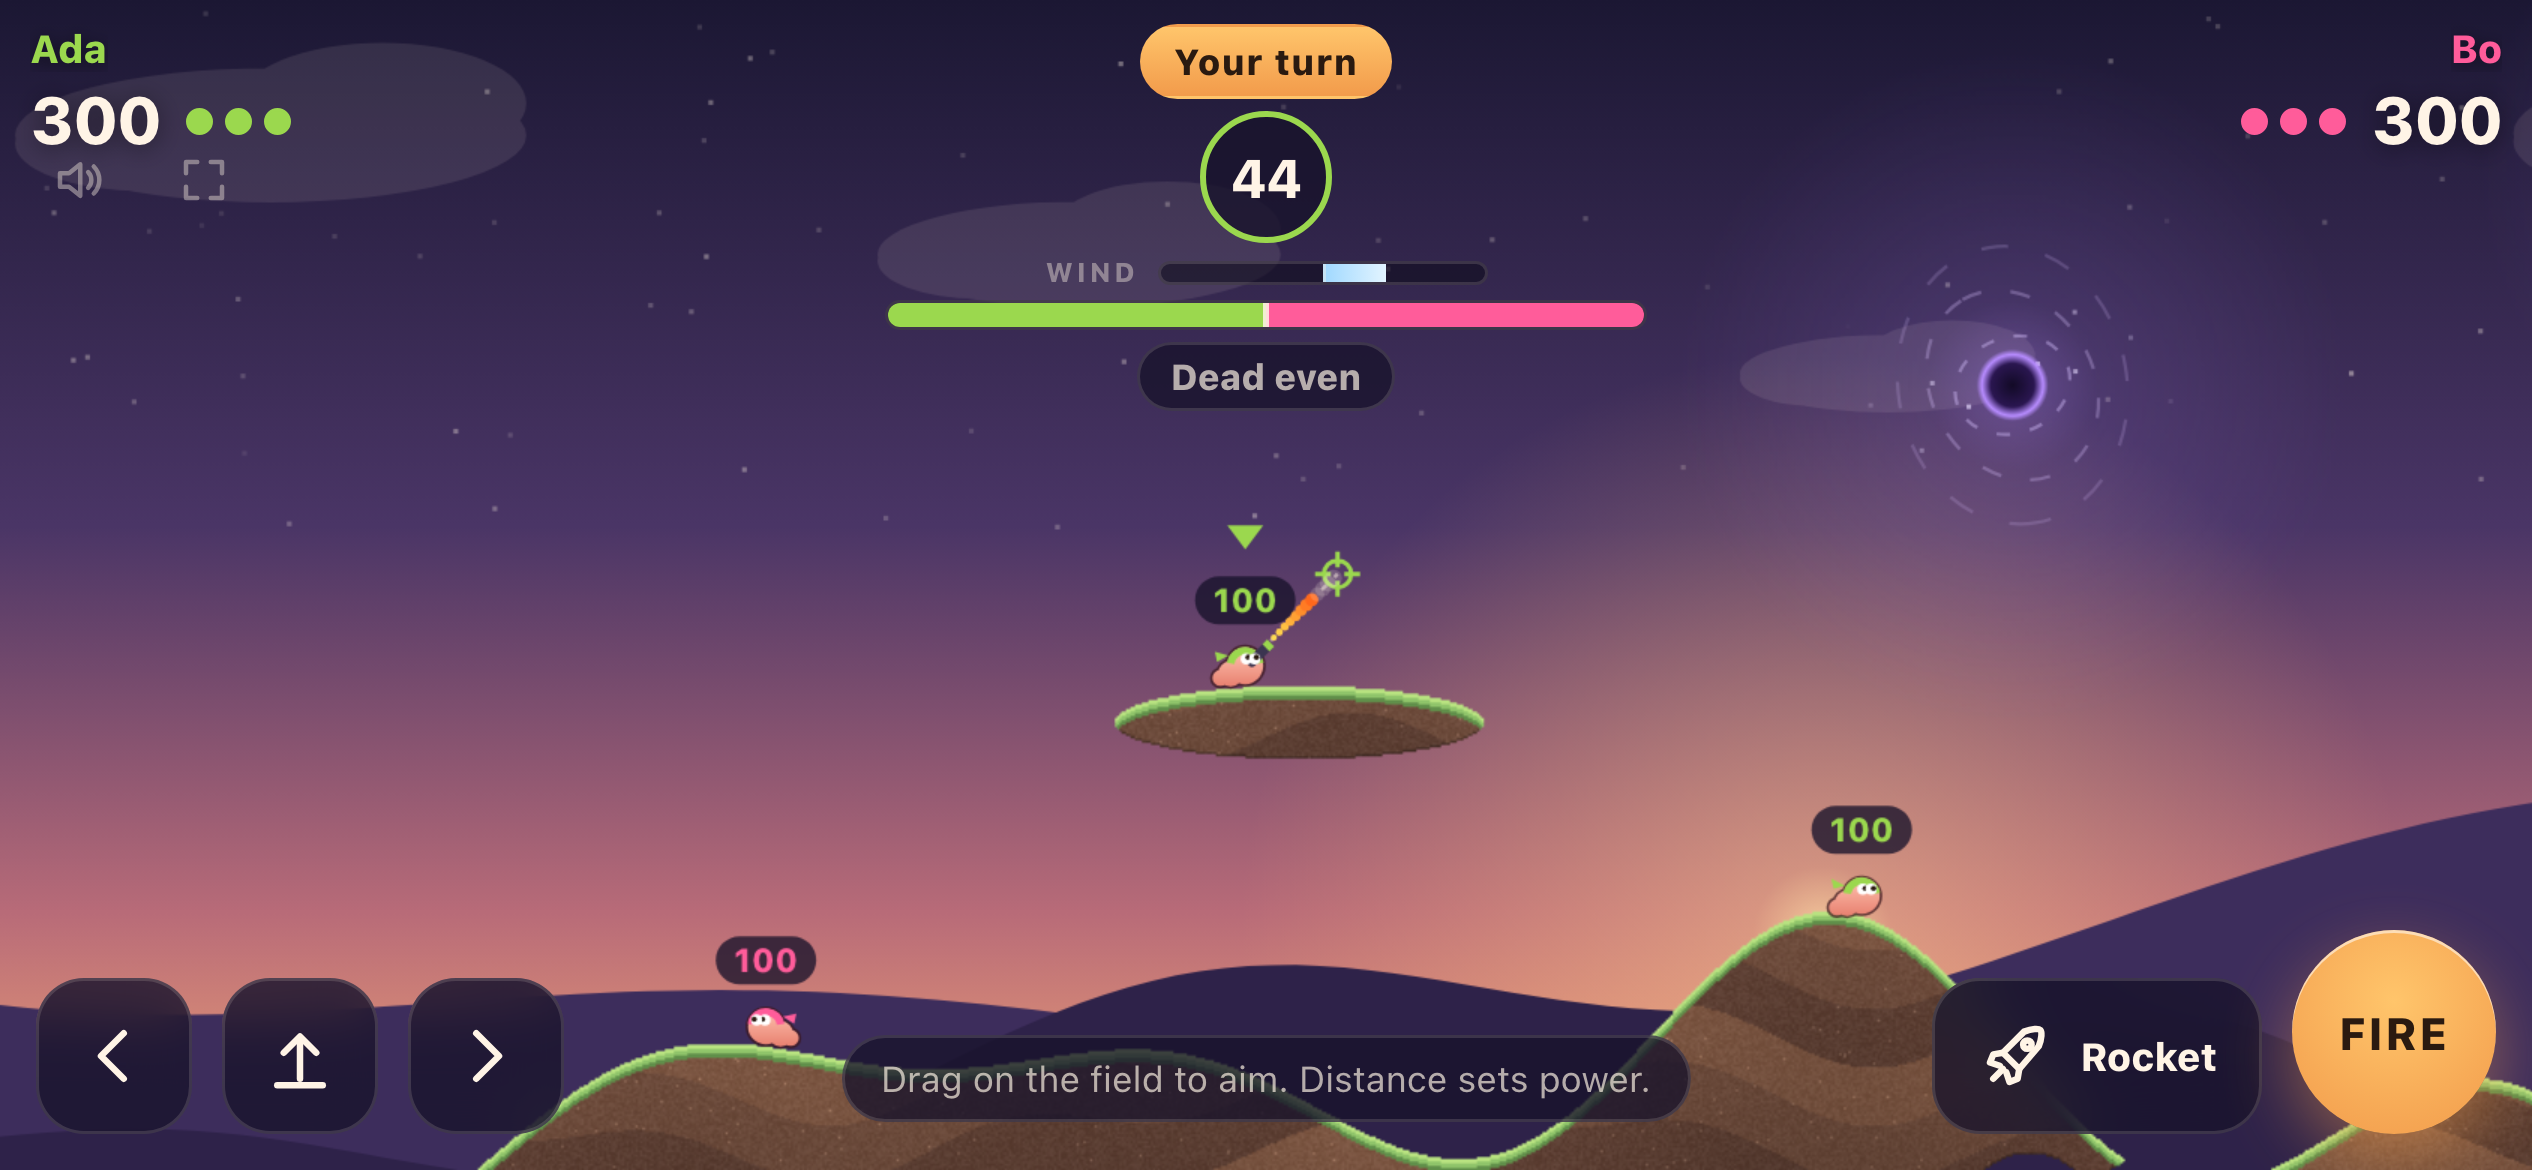 Ada
Your turn
Bo
300
44
300
WIND
Dead even
100
100
100
Drag on the field to aim. Distance sets power.
Rocket
FIRE